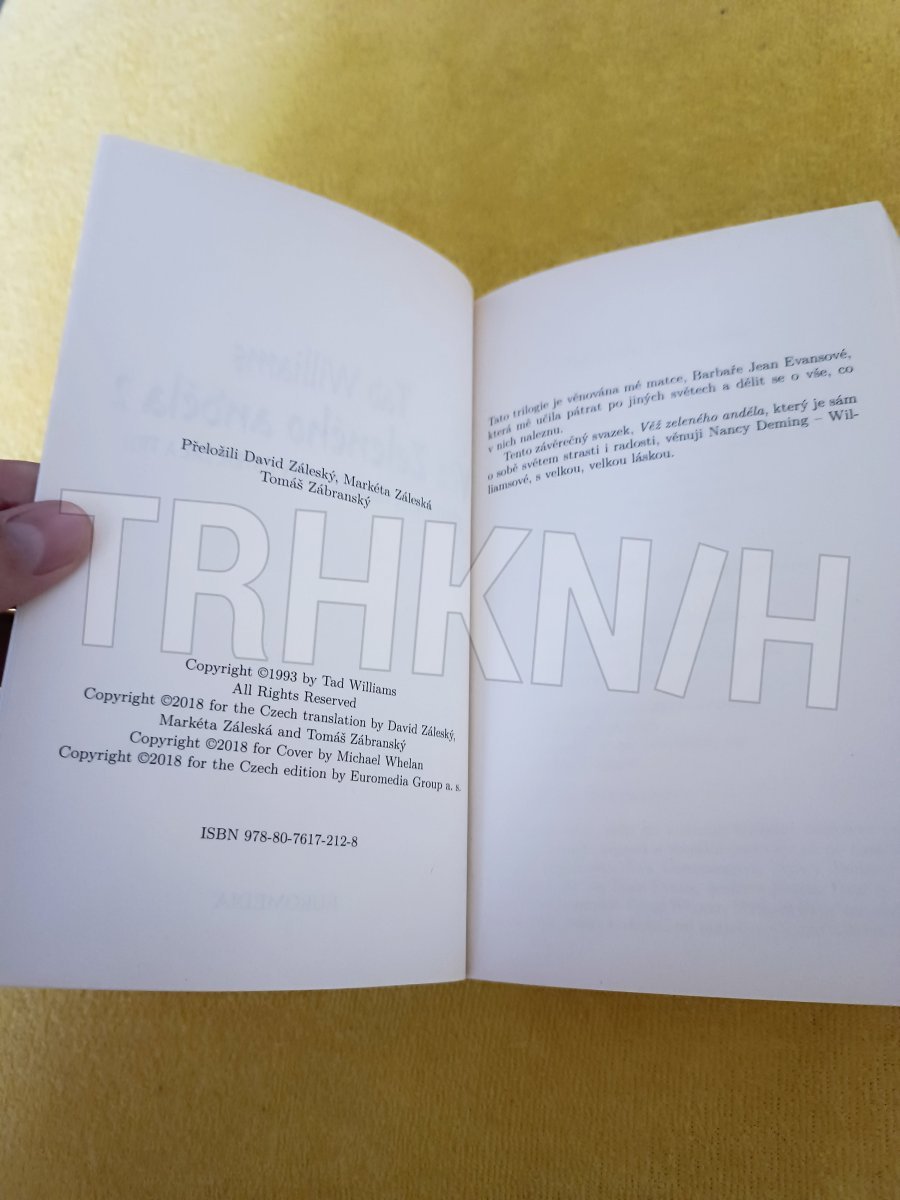 Přeložili David Záleský, Markéta Záleská
Tomáš Zábranský
Copyright ©1993 by Tad Williams
All Rights Reserved
Copyright ©2018 for the Czech translation by David Záleský,
Markéta Záleská and Tomáš Zábranský
Copyright ©2018 for Cover by Michael Whelan
Copyright ©2018 for the Czech edition by Euromedia Group a. s.
ISBN 978-80-7617-212-8
Tato trilogie je věnována mé matce, Barbaře Jean Evansové,
která mě učila pátrat po jiných světech a dělit se o vše, co
v nich naleznu.
Tento závěrečný svazek, Věž zeleného anděla, který je sám
o sobě světem strasti i radosti, věnuji Nancy Deming – Wil-
liamsové, s velkou, velkou láskou.
TRHKN/H